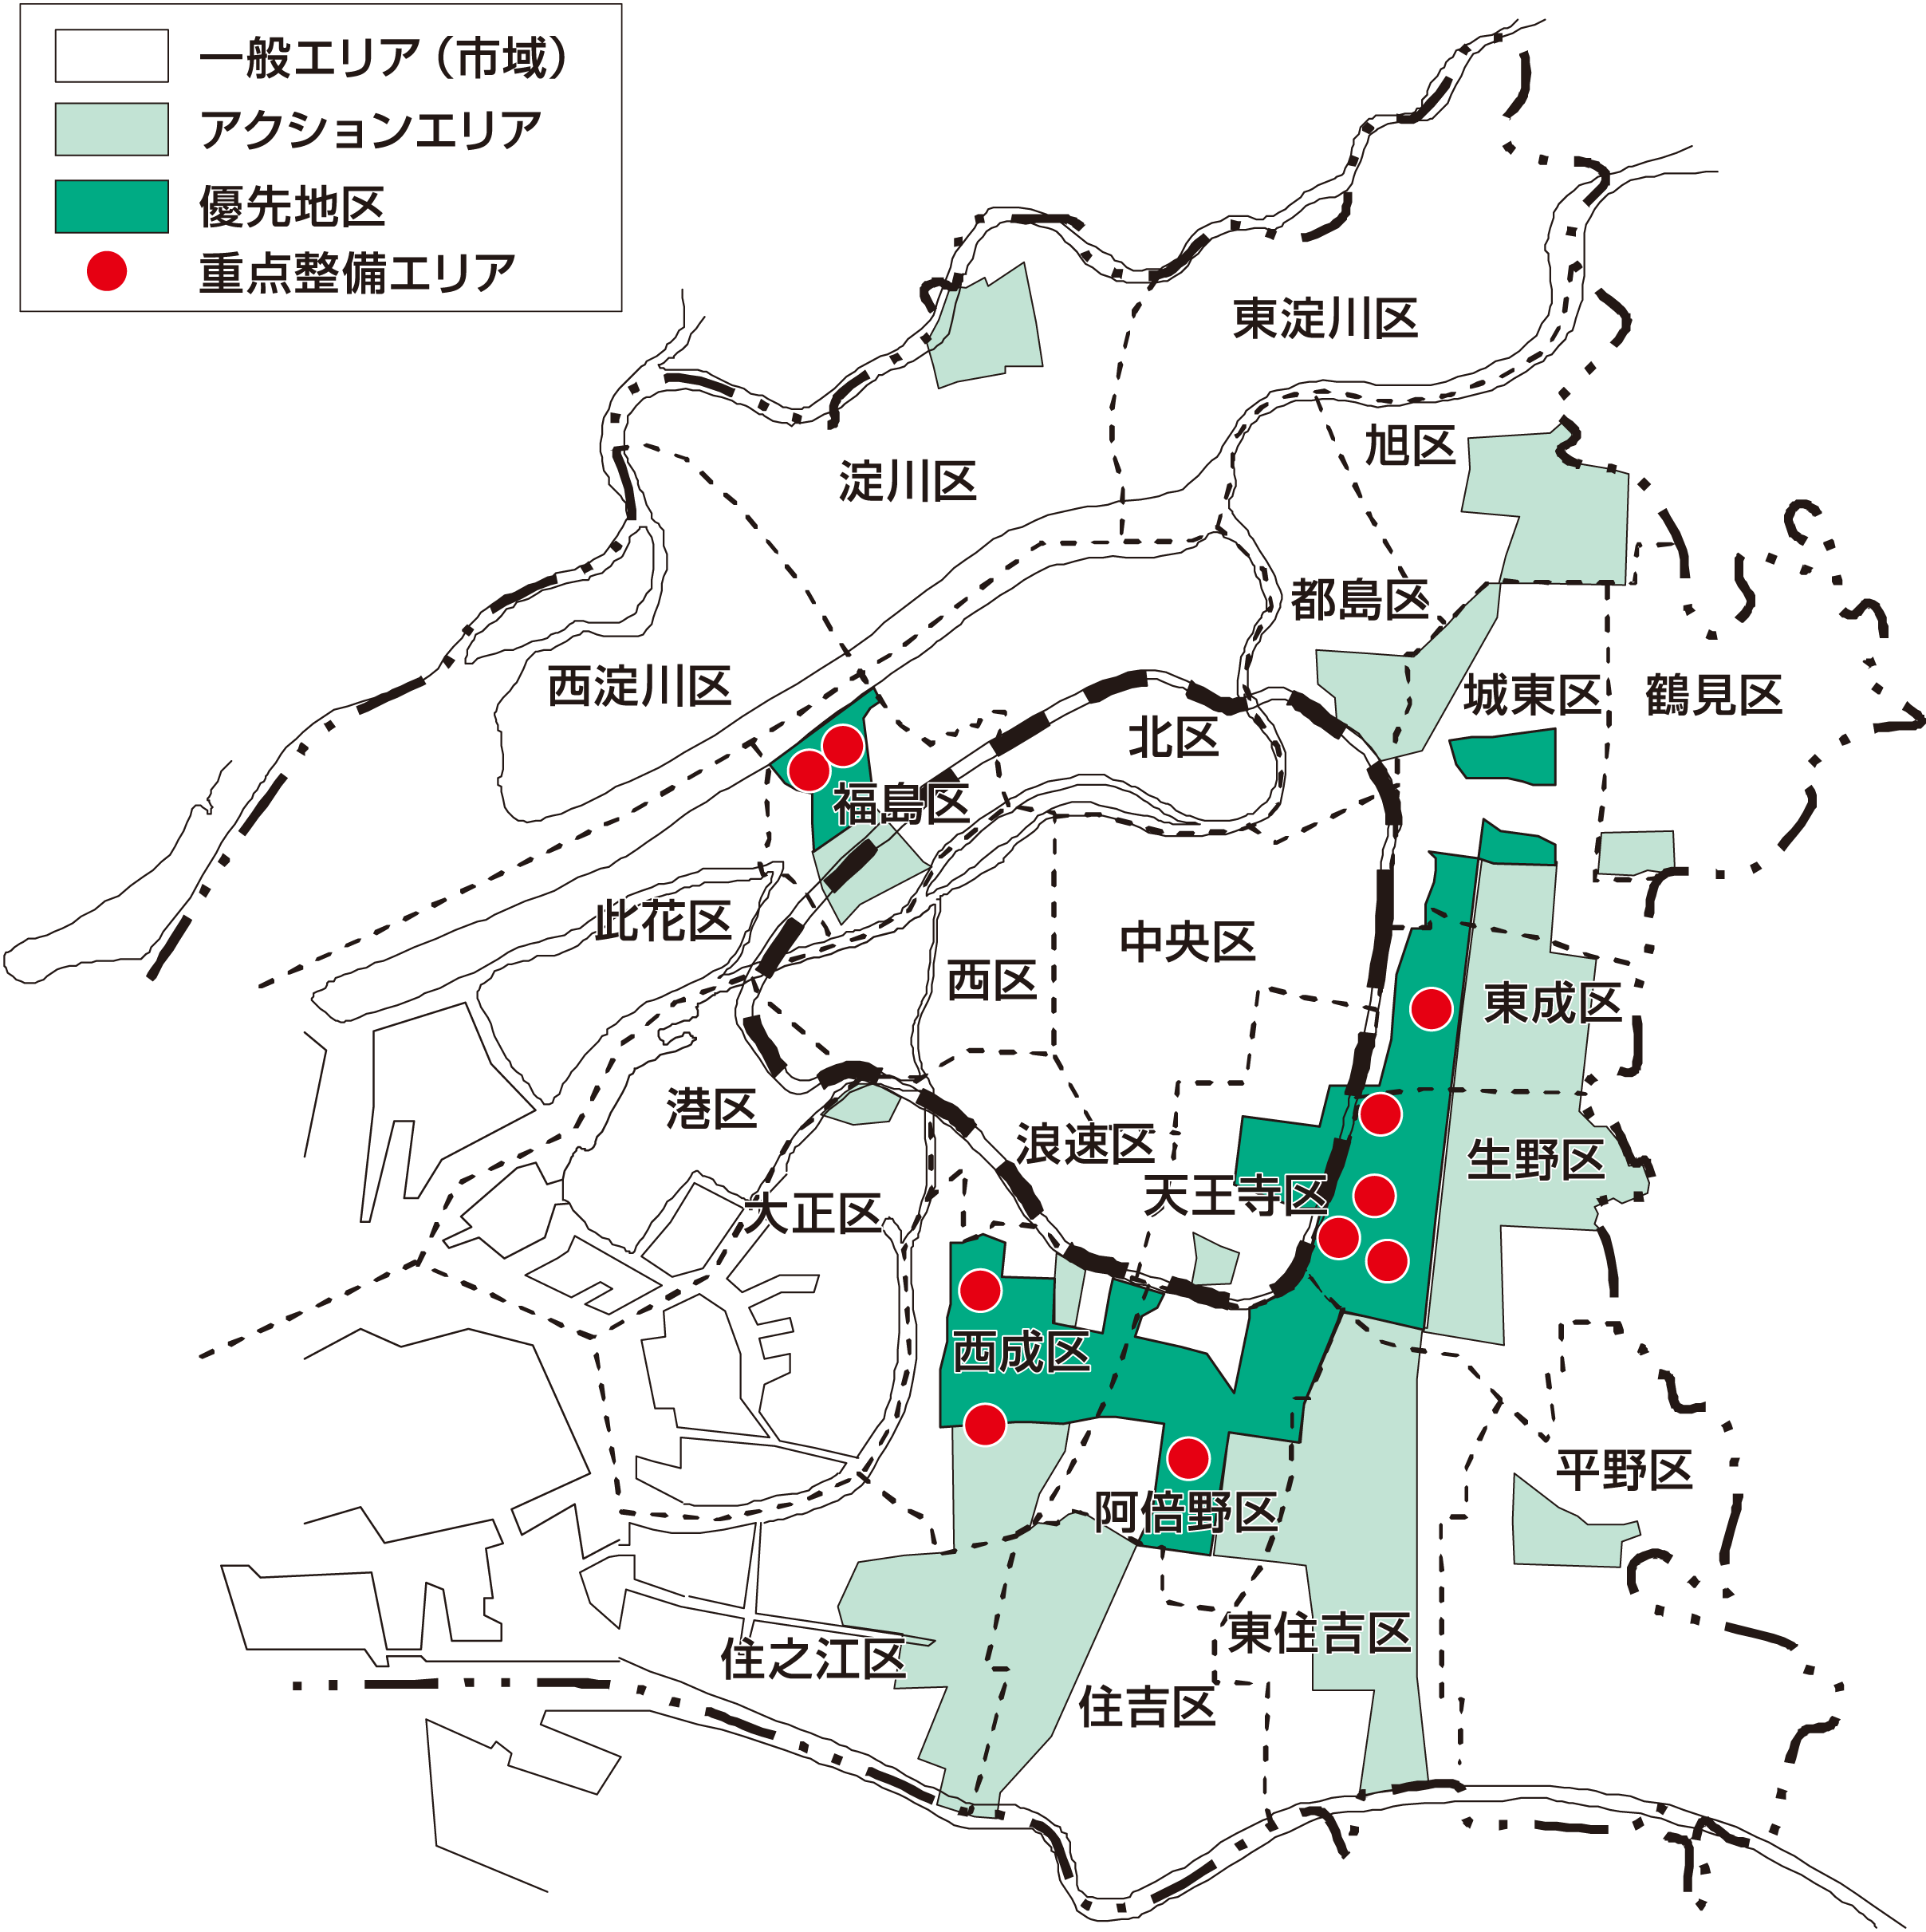 一般エリア（市域）
アクションエリア
優先地区
重点整備エリア
東淀川区
旭区
淀川区
都島区
西淀川区
城東区
鶴見区
北区
福島区
此花区
中央区
西区
東成区
港区
浪速区
生野区
天王寺区
大正区
西成区
平野区
阿倍野区
東住吉区
住之江区
住吉区